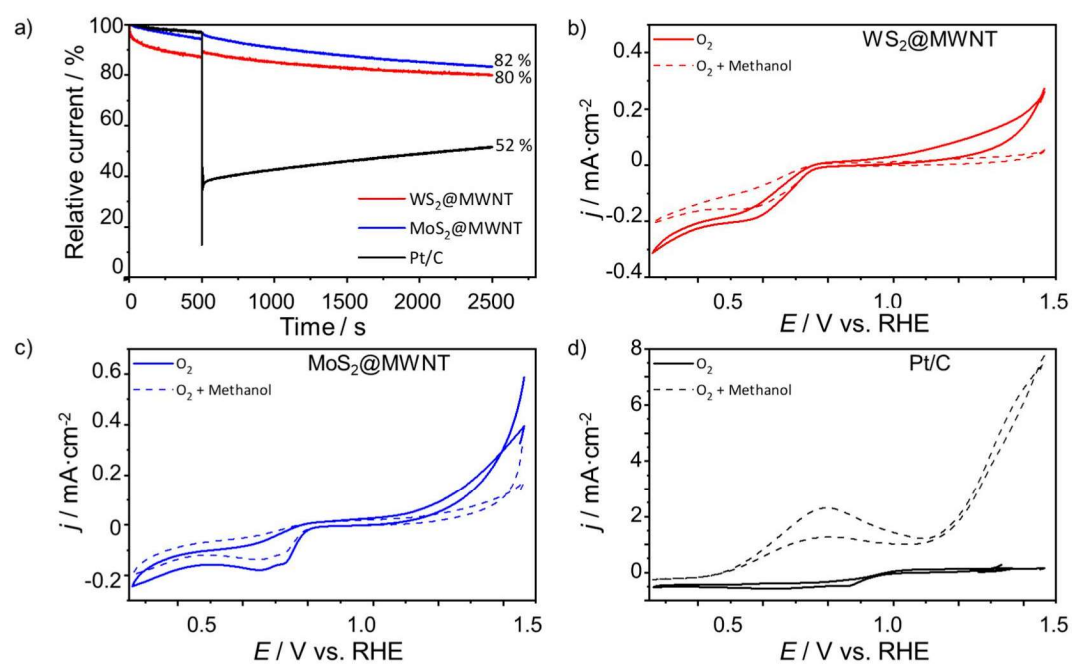 a)
100
80
60
40
20
0
Relative current / %
82 %
80 %
52 %
WS₂@MWNT
MoS₂@MWNT
Pt/C
0 500 1000 1500 2000 2500
Time / s
b)
WS₂@MWNT
O₂
O₂ + Methanol
0.4
0.2
0
-0.2
-0.4
j / mA·cm⁻²
0.5 1.0 1.5
E / V vs. RHE
c)
MoS₂@MWNT
O₂
O₂ + Methanol
0.6
0.4
0.2
0
-0.2
j / mA·cm⁻²
0.5 1.0 1.5
E / V vs. RHE
d)
Pt/C
O₂
O₂ + Methanol
8
6
4
2
0
j / mA·cm⁻²
0.5 1.0 1.5
E / V vs. RHE